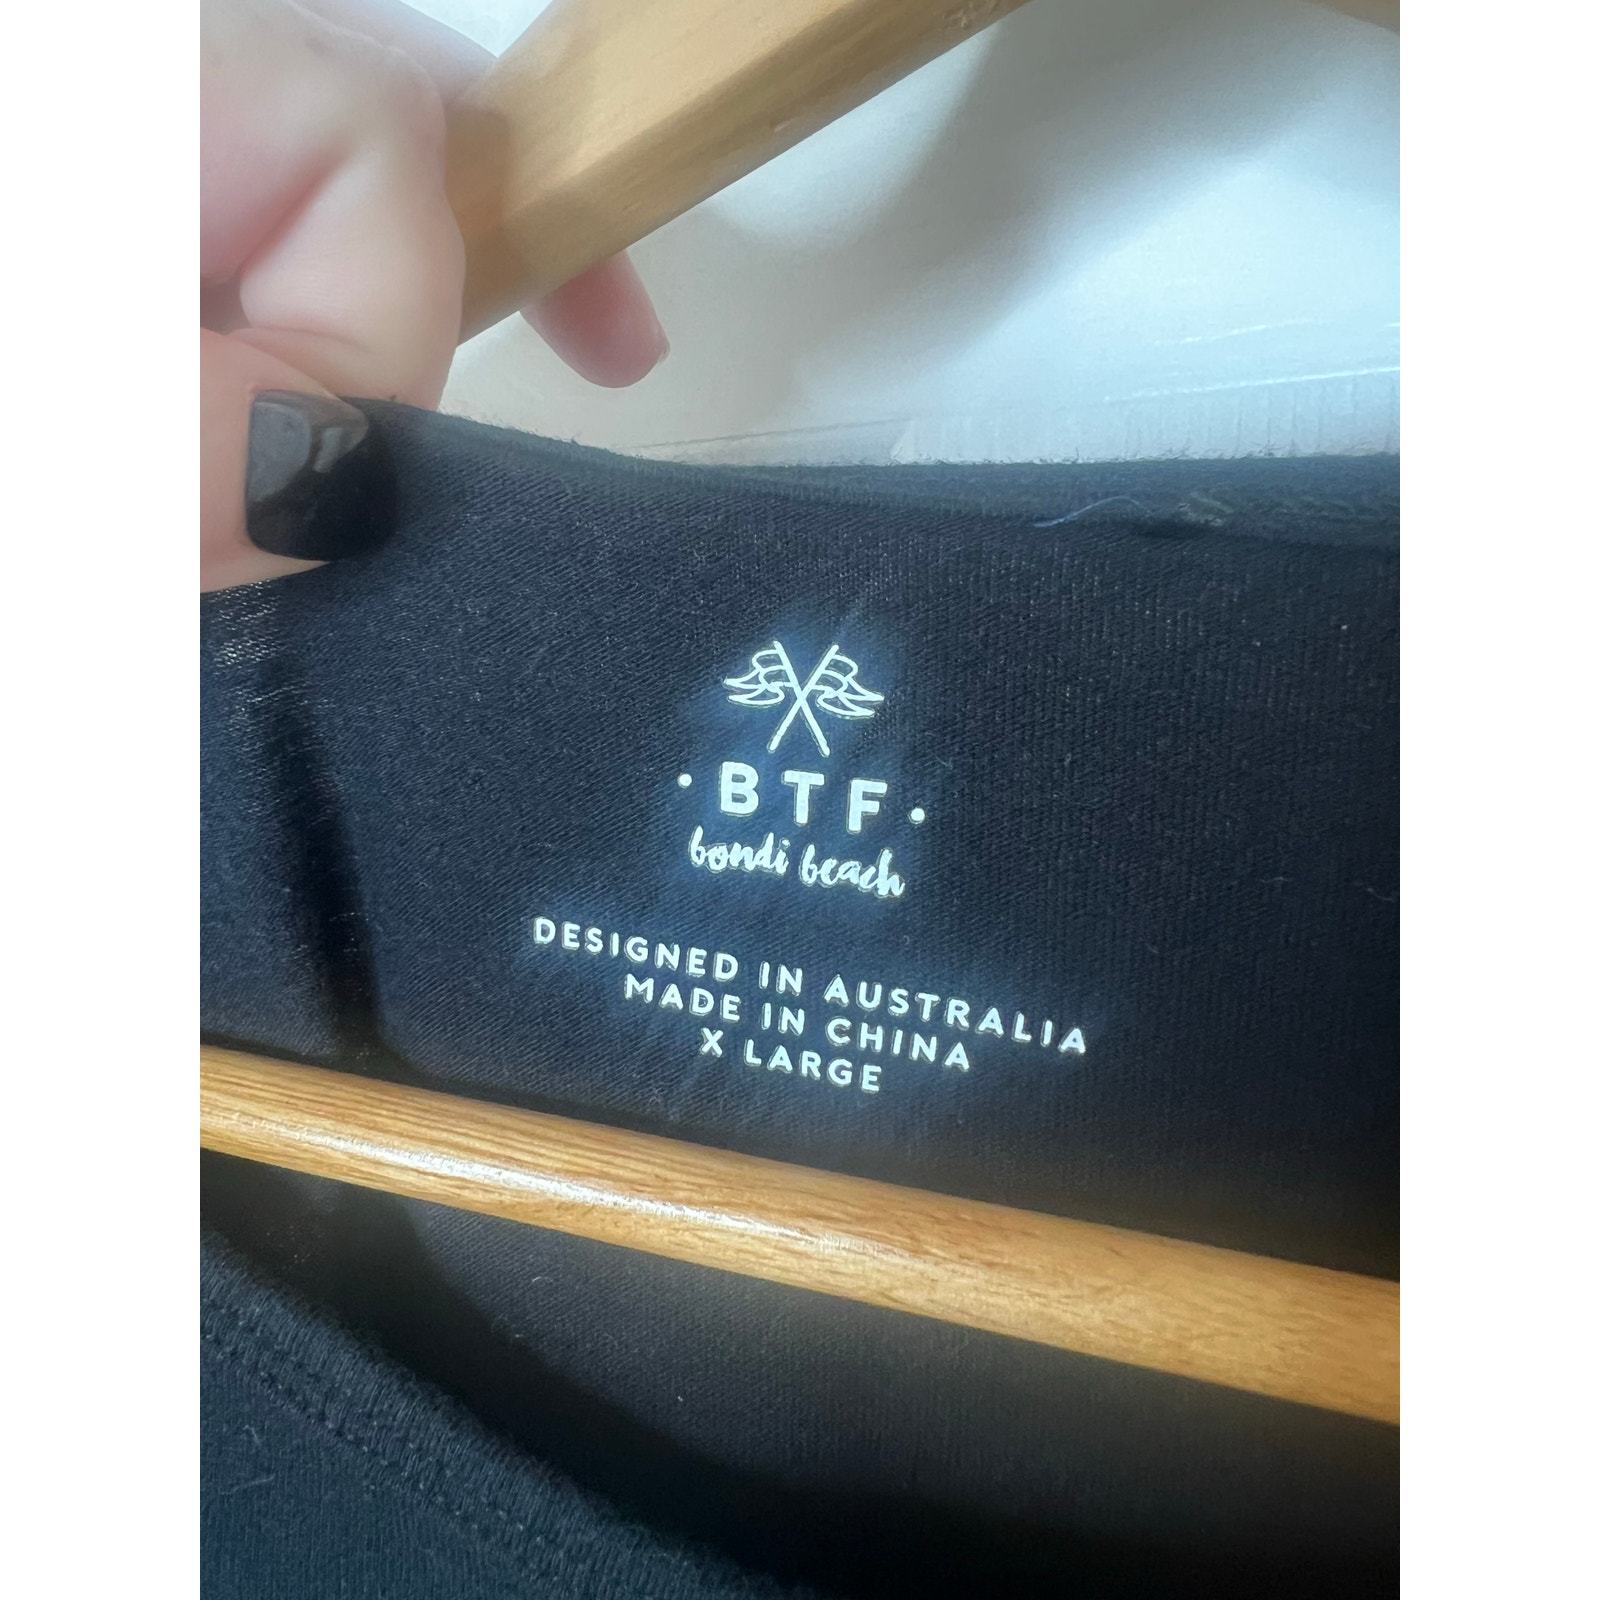 · BTF ·
bondi beach
DESIGNED IN AUSTRALIA
MADE IN CHINA
X LARGE